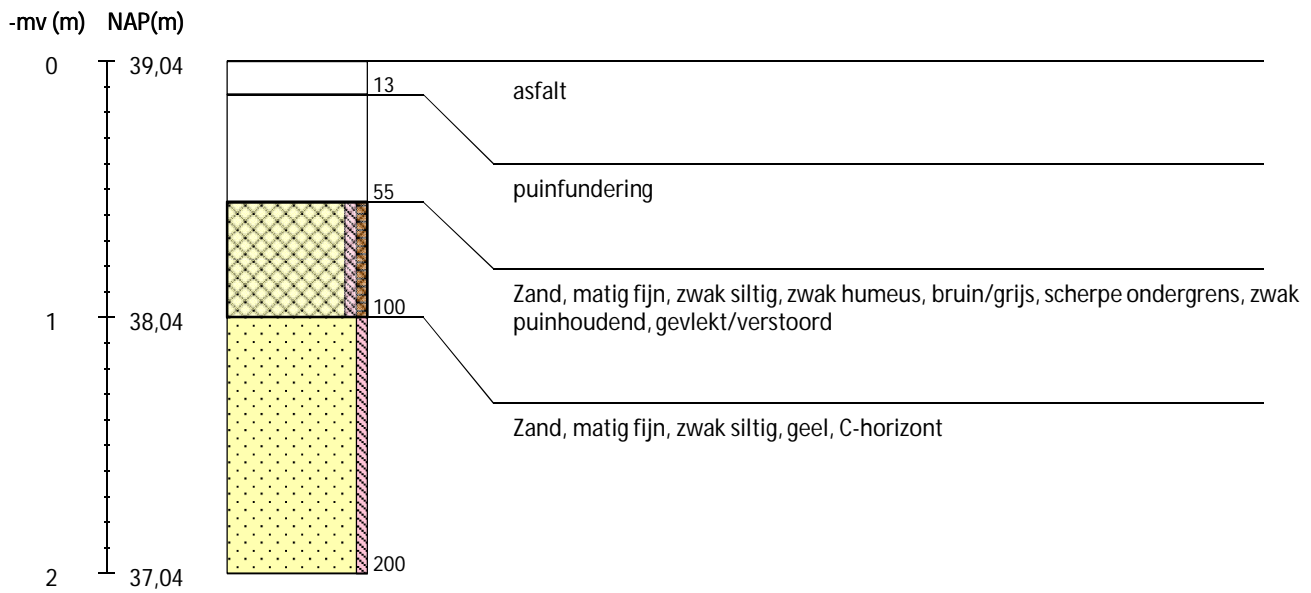 -mv (m) NAP(m)
0 39,04
13
asfalt
55
puinfundering
Zand, matig fijn, zwak siltig, zwak humeus, bruin/grijs, scherpe ondergrens, zwak
puinhoudend, gevlekt/verstoord
100
1 38,04
Zand, matig fijn, zwak siltig, geel, C-horizont
200
2 37,04